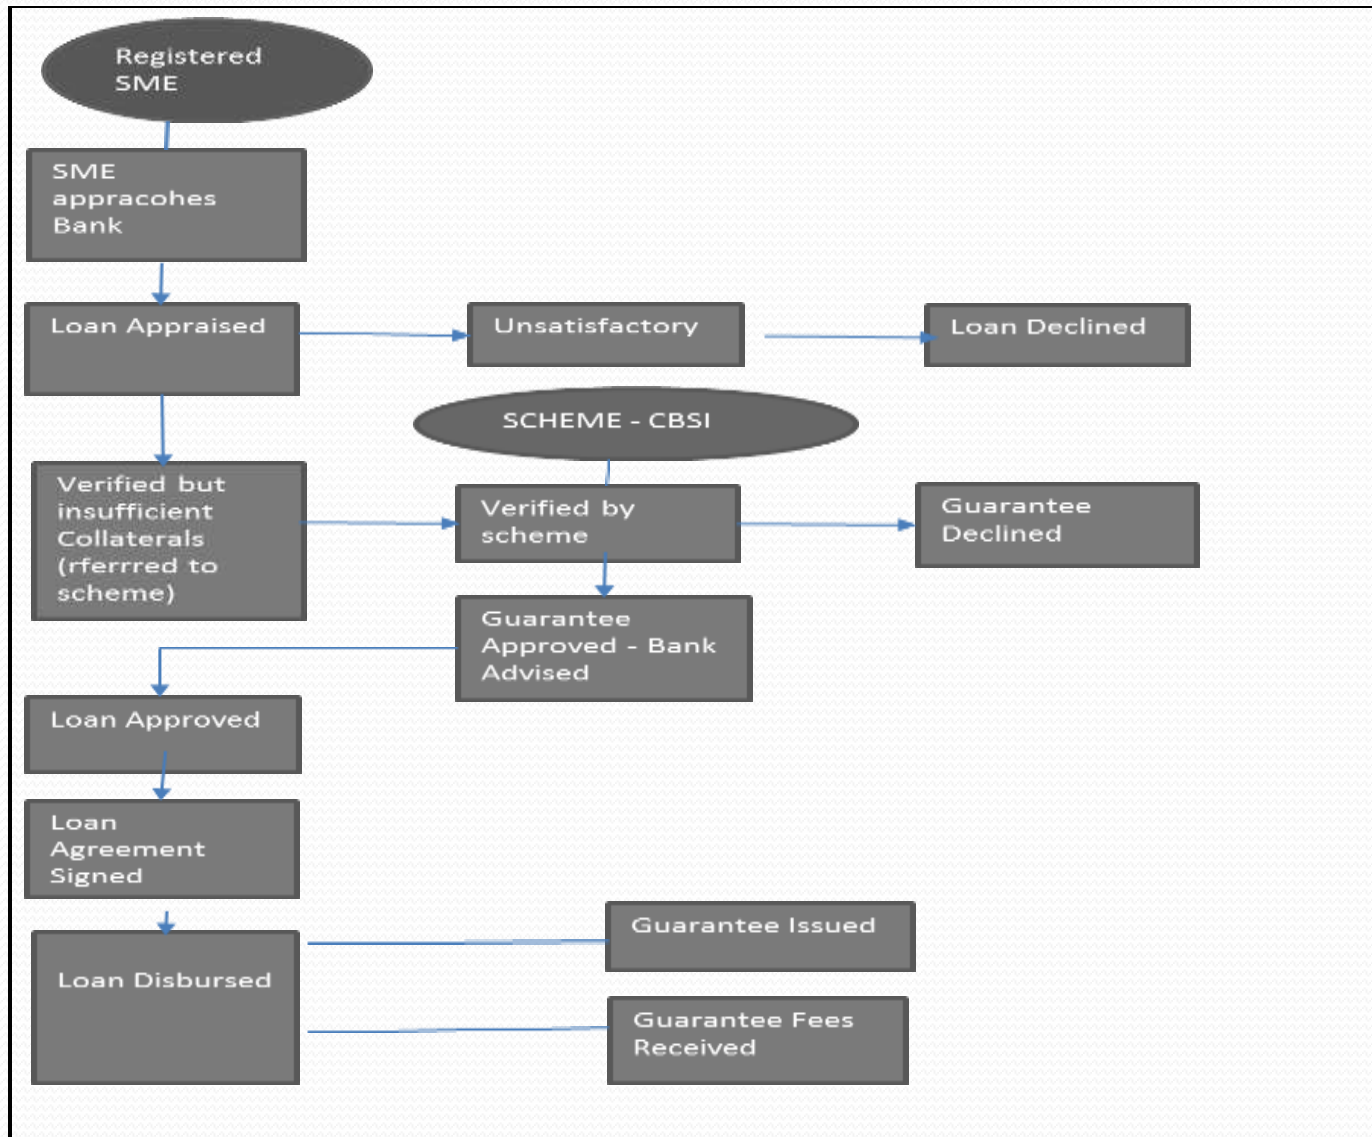 Registered
SME
SME
appracohes
Bank
Loan Appraised
Unsatisfactory
Loan Declined
SCHEME - CBSI
Verified but
insufficient
Collaterals
(rferrred to
scheme)
Verified by
scheme
Guarantee
Declined
Guarantee
Approved - Bank
Advised
Loan Approved
Loan
Agreement
Signed
Loan Disbursed
Guarantee Issued
Guarantee Fees
Received